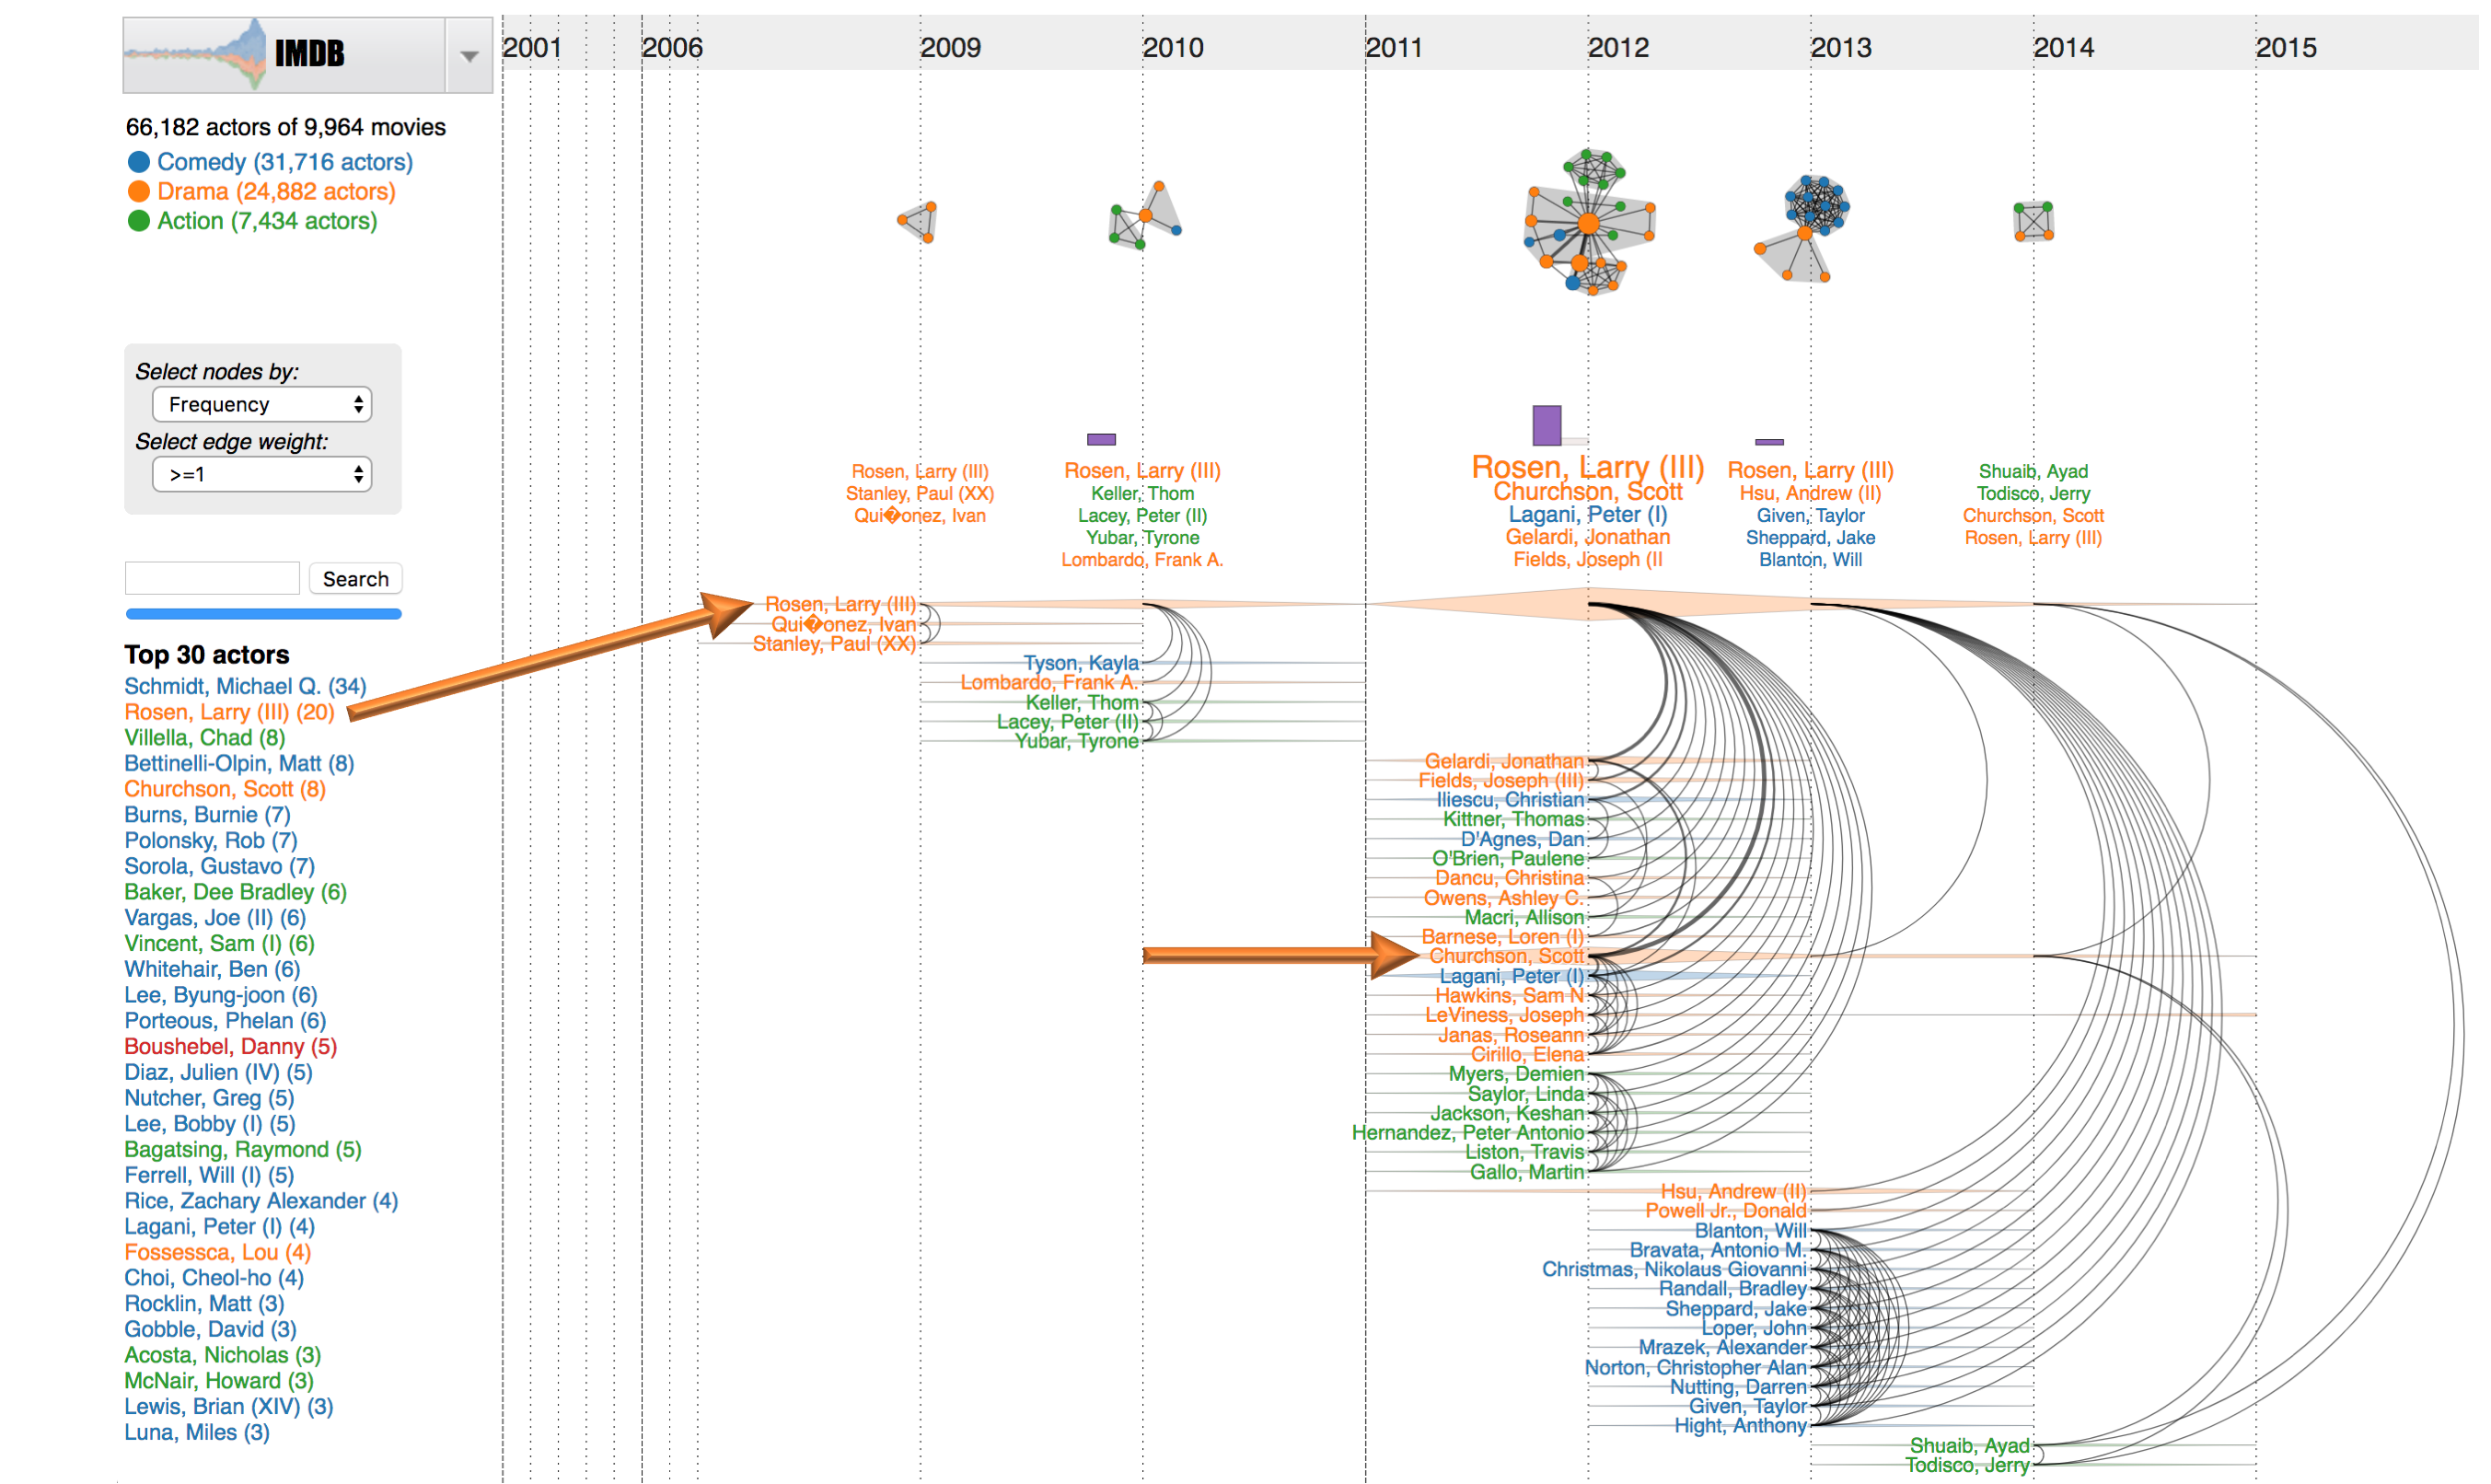 IMDB
2001
2006
2009
2010
2011
2012
2013
2014
2015
66,182 actors of 9,964 movies
Comedy (31,716 actors)
Drama (24,882 actors)
Action (7,434 actors)
Select nodes by:
Frequency
Select edge weight:
>=1
Search
Top 30 actors
Schmidt, Michael Q. (34)
Rosen, Larry (III) (20)
Villella, Chad (8)
Bettinelli-Olpin, Matt (8)
Churchson, Scott (8)
Burns, Burnie (7)
Polonsky, Rob (7)
Sorola, Gustavo (7)
Baker, Dee Bradley (6)
Vargas, Joe (II) (6)
Vincent, Sam (I) (6)
Whitehair, Ben (6)
Lee, Byung-joon (6)
Porteous, Phelan (6)
Boushebel, Danny (5)
Diaz, Julien (IV) (5)
Nutcher, Greg (5)
Lee, Bobby (I) (5)
Bagatsing, Raymond (5)
Ferrell, Will (I) (5)
Rice, Zachary Alexander (4)
Lagani, Peter (I) (4)
Fossessca, Lou (4)
Choi, Cheol-ho (4)
Rocklin, Matt (3)
Gobble, David (3)
Acosta, Nicholas (3)
McNair, Howard (3)
Lewis, Brian (XIV) (3)
Luna, Miles (3)
Rosen, Larry (III)
Stanley, Paul (XX)
Qui�onez, Ivan
Rosen, Larry (III)
Keller, Thom
Lacey, Peter (II)
Yubar, Tyrone
Lombardo, Frank A.
Rosen, Larry (III)
Churchson, Scott
Lagani, Peter (I)
Gelardi, Jonathan
Fields, Joseph (II
Rosen, Larry (III)
Hsu, Andrew (II)
Given, Taylor
Sheppard, Jake
Blanton, Will
Shuaib, Ayad
Todisco, Jerry
Churchson, Scott
Rosen, Larry (III)
Rosen, Larry (III)
Qui�onez, Ivan
Stanley, Paul (XX)
Tyson, Kayla
Lombardo, Frank A.
Keller, Thom
Lacey, Peter (II)
Yubar, Tyrone
Gelardi, Jonathan
Fields, Joseph (III)
Iliescu, Christian
Kittner, Thomas
D'Agnes, Dan
O'Brien, Paulene
Dancu, Christina
Owens, Ashley C.
Macri, Allison
Barnese, Loren (I)
Churchson, Scott
Lagani, Peter (I)
Hawkins, Sam N
LeViness, Joseph
Janas, Roseann
Cirillo, Elena
Myers, Demien
Saylor, Linda
Jackson, Keshan
Hernandez, Peter Antonio
Liston, Travis
Gallo, Martin
Hsu, Andrew (II)
Powell Jr., Donald
Blanton, Will
Bravata, Antonio M.
Christmas, Nikolaus Giovanni
Randall, Bradley
Sheppard, Jake
Loper, John
Mrazek, Alexander
Norton, Christopher Alan
Nutting, Darren
Given, Taylor
Hight, Anthony
Shuaib, Ayad
Todisco, Jerry